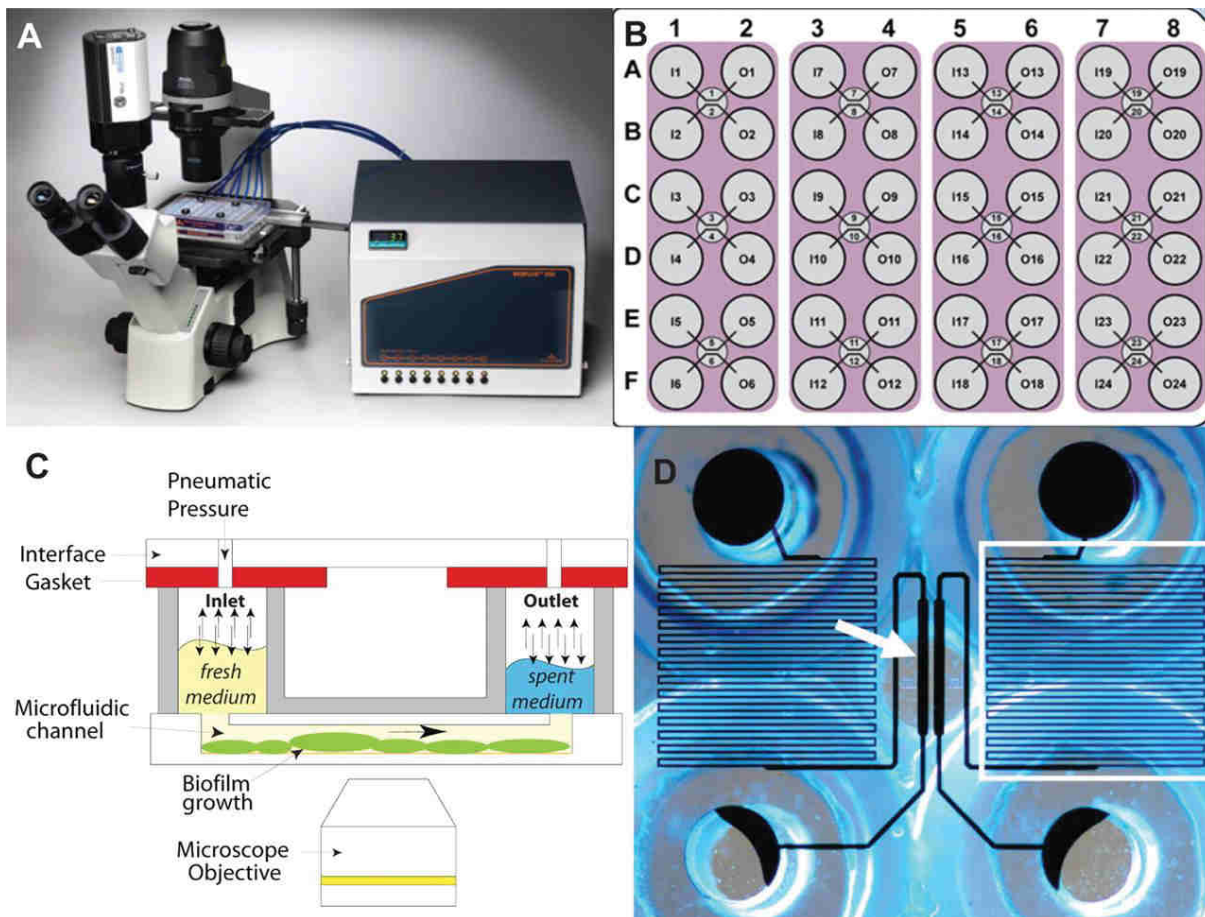 A
37
B
1 2 3 4 5 6 7 8
A
I1 O1 I7 O7 I13 O13 I19 O19
1 7 13 19
2 8 14 20
B
I2 O2 I8 O8 I14 O14 I20 O20
C
I3 O3 I9 O9 I15 O15 I21 O21
3 9 15 21
4 10 16 22
D
I4 O4 I10 O10 I16 O16 I22 O22
E
I5 O5 I11 O11 I17 O17 I23 O23
5 11 17 23
6 12 18 24
F
I6 O6 I12 O12 I18 O18 I24 O24
C
Pneumatic
Pressure
Interface
Gasket
Inlet
Outlet
fresh
medium
spent
medium
Microfluidic
channel
Biofilm
growth
Microscope
Objective
D